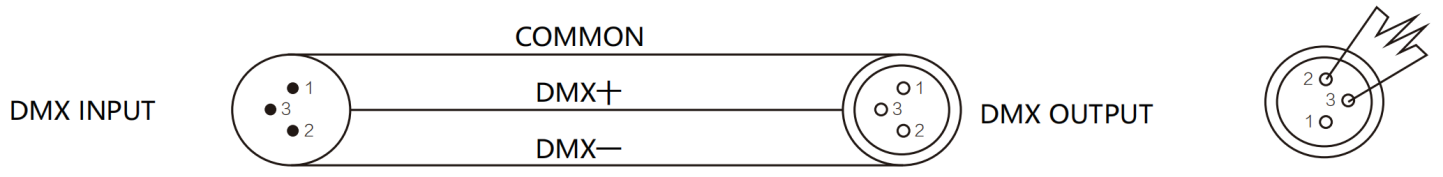 COMMON
DMX+
DMX—
DMX INPUT
1
3
2
1
3
2
DMX OUTPUT
2
3
1